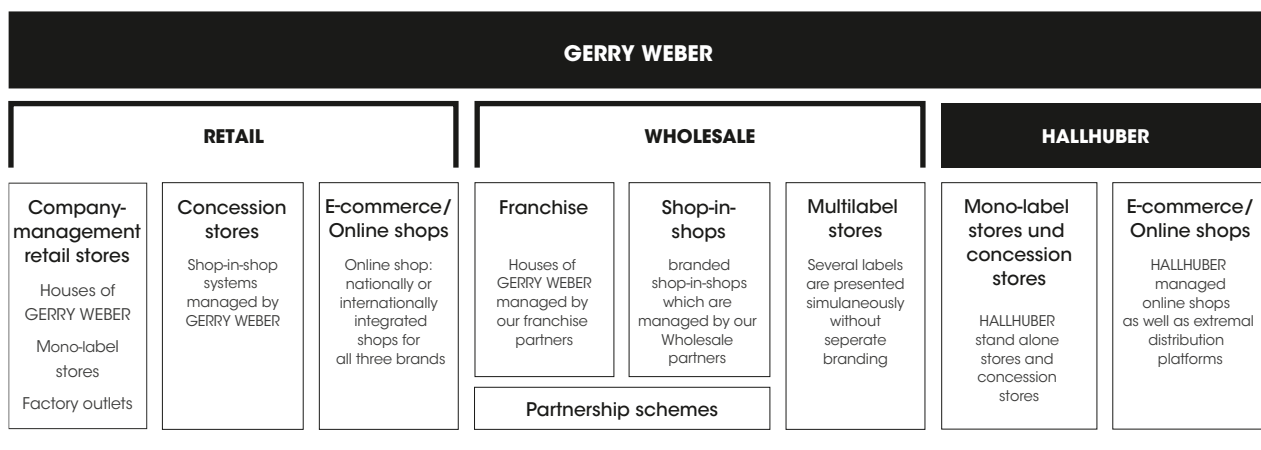 GERRY WEBER
RETAIL
WHOLESALE
HALLHUBER
Company-
management
retail stores
Houses of
GERRY WEBER
Mono-label
stores
Factory outlets
Concession
stores
Shop-in-shop
systems
managed by
GERRY WEBER
E-commerce/
Online shops
Online shop:
nationally or
internationally
integrated
shops for
all three brands
Franchise
Houses of
GERRY WEBER
managed by
our franchise
partners
Shop-in-
shops
branded
shop-in-shops
which are
managed by our
Wholesale
partners
Partnership schemes
Multilabel
stores
Several labels
are presented
simulaneously
without
seperate
branding
Mono-label
stores und
concession
stores
HALLHUBER
stand alone
stores and
concession
stores
E-commerce/
Online shops
HALLHUBER
managed
online shops
as well as extremal
distribution
platforms